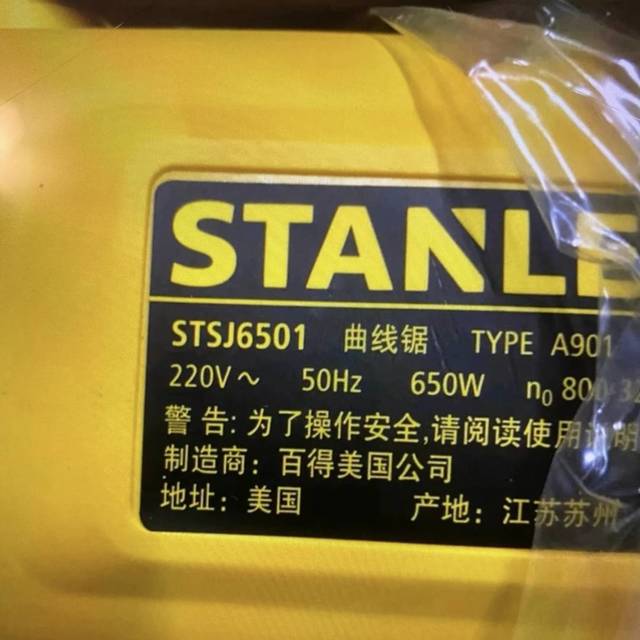 STANLE
STSJ6501 曲线锯 TYPE A901
220V～ 50Hz 650W n₀ 800-32
警 告: 为了操作安全,请阅读使用说明
制造商: 百得美国公司
地址: 美国 产地: 江苏苏州